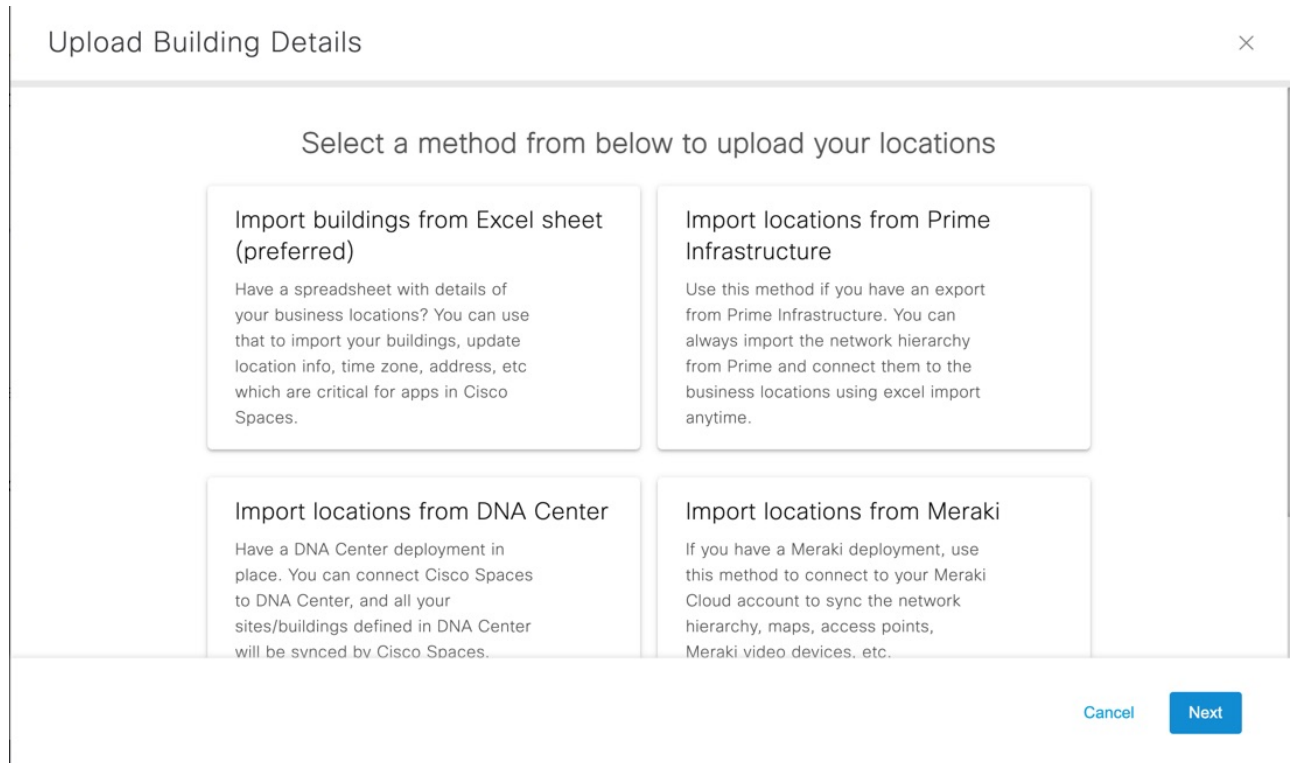 Upload Building Details
Select a method from below to upload your locations
Import buildings from Excel sheet
(preferred)
Have a spreadsheet with details of
your business locations? You can use
that to import your buildings, update
location info, time zone, address, etc
which are critical for apps in Cisco
Spaces.
Import locations from Prime
Infrastructure
Use this method if you have an export
from Prime Infrastructure. You can
always import the network hierarchy
from Prime and connect them to the
business locations using excel import
anytime.
Import locations from DNA Center
Have a DNA Center deployment in
place. You can connect Cisco Spaces
to DNA Center, and all your
sites/buildings defined in DNA Center
will be synced by Cisco Spaces.
Import locations from Meraki
If you have a Meraki deployment, use
this method to connect to your Meraki
Cloud account to sync the network
hierarchy, maps, access points,
Meraki video devices, etc.
Cancel
Next